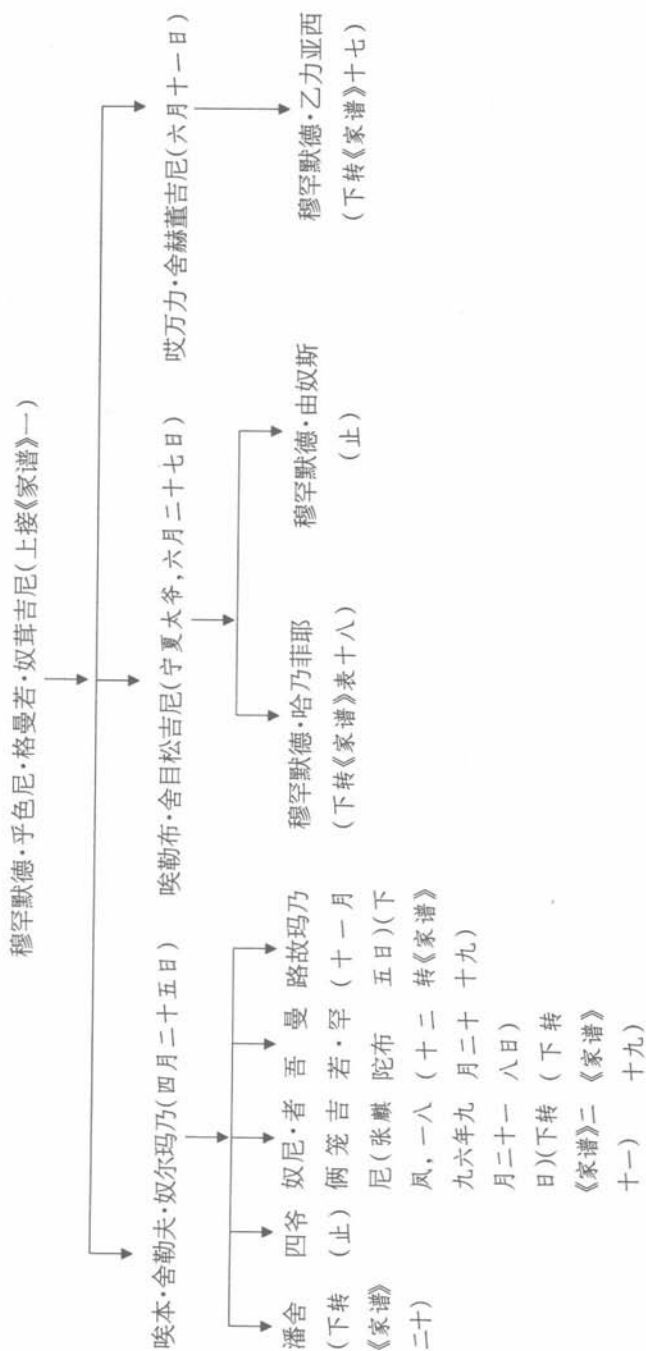 穆罕默德·乎色尼·格曼若·奴茸吉尼(上接《家谱》一)
唉本·舍勒夫·奴尔玛乃(四月二十五日)
唉勒布·舍目松吉尼(宁夏太爷,六月二十七日)
哎万力·舍赫董吉尼(六月十一日)
潘舍
(下转
《家谱》
二十)
四爷
(止)
奴尼·者
俩笼吉
尼(张麒
凤,一八
九六年九
月二十一
日)(下转
《家谱》二
十一)
吾曼
若·罕
陀布
(十二
月二十
八日)
(下转
《家谱》
十九)
路故玛乃
(十一月
五日)(下
转《家谱》
十九)
穆罕默德·哈乃菲耶
(下转《家谱》表十八)
穆罕默德·由奴斯
(止)
穆罕默德·乙力亚西
(下转《家谱》十七)